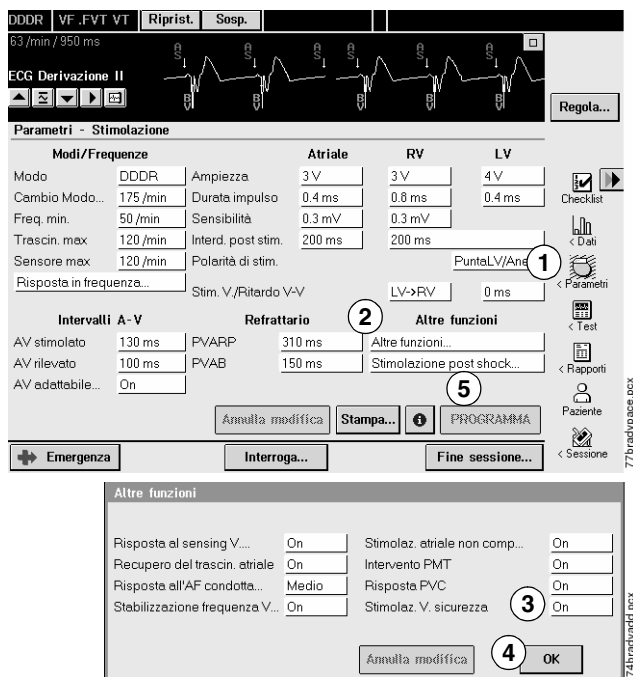 DDDR VF .FVT VT Riprist. Sosp.
63 /min / 950 ms
A S A S A S A S A S A S
ECG Derivazione II
B V B V B V B V B V
Regola...
Parametri - Stimolazione
Modi/Frequenze Atriale RV LV
Modo DDDR Ampiezza 3 V 3 V 4 V
Cambio Modo... 175 /min Durata impulso 0.4 ms 0.8 ms 0.4 ms
Freq. min. 50 /min Sensibilità 0.3 mV 0.3 mV
Trascin. max 120 /min Interd. post stim. 200 ms 200 ms
Sensore max 120 /min Polarità di stim. PuntaLV/Ane
Risposta in frequenza...
Stim. V./Ritardo V-V LV->RV 0 ms
Intervalli A-V Refrattario Altre funzioni
AV stimolato 130 ms PVARP 310 ms Altre funzioni...
AV rilevato 100 ms PVAB 150 ms Stimolazione post shock...
AV adattabile... On
Annulla modifica Stampa... PROGRAMMA
Emergenza Interroga... Fine sessione...
Checklist
< Dati
< Parametri
< Test
< Rapporti
Paziente
< Sessione
1
2
5
77bradypace.pcx
Altre funzioni
Risposta al sensing V.... On Stimolaz. atriale non comp... On
Recupero del trascin. atriale On Intervento PMT On
Risposta all'AF condotta... Medio Risposta PVC On
Stabilizzazione frequenza V... On Stimolaz. V. sicurezza 3 On
Annulla modifica 4 OK
74bradyadd.pcx